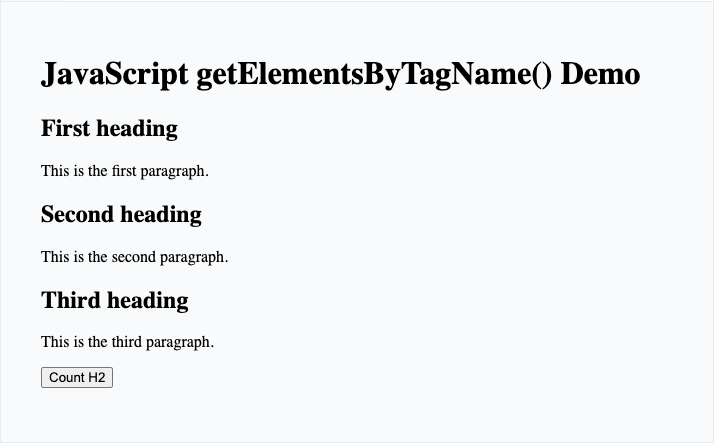 JavaScript getElementsByTagName() Demo
First heading
This is the first paragraph.
Second heading
This is the second paragraph.
Third heading
This is the third paragraph.
Count H2